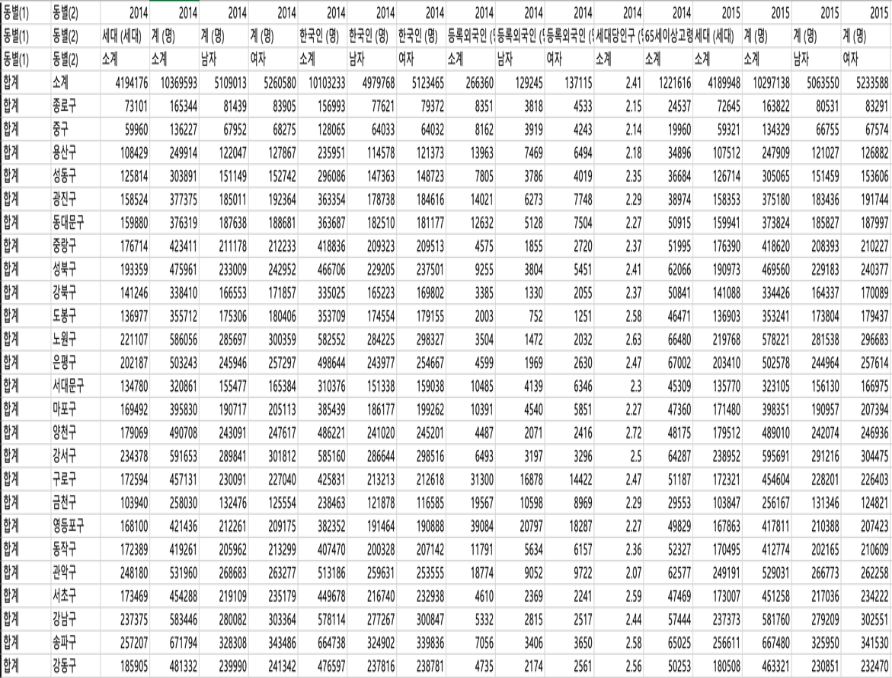 동별(1) 동별(2) 2014 2014 2014 2014 2014 2014 2014 2014 2014 2014 2014 2014 2015 2015 2015 2015
동별(1) 동별(2) 세대 (세대) 계 (명) 계 (명) 계 (명) 한국인 (명) 한국인 (명) 한국인 (명) 등록외국인 (명 등록외국인 (명 등록외국인 (명 세대당인구 (명 65세이상고령 세대 (세대) 계 (명) 계 (명) 계 (명)
동별(1) 동별(2) 소계 소계 남자 여자 소계 남자 여자 소계 남자 여자 소계 소계 소계 소계 남자 여자
합계 소계 4194176 10369593 5109013 5260580 10103233 4979768 5123465 266360 129245 137115 2.41 1221616 4189948 10297138 5063550 5233588
합계 종로구 73101 165344 81439 83905 156993 77621 79372 8351 3818 4533 2.15 24537 72645 163822 80531 83291
합계 중구 59960 136227 67952 68275 128065 64033 64032 8162 3919 4243 2.14 19960 59321 134329 66755 67574
합계 용산구 108429 249914 122047 127867 235951 114578 121373 13963 7469 6494 2.18 34896 107512 247909 121027 126882
합계 성동구 125814 303891 151149 152742 296086 147363 148723 7805 3786 4019 2.35 36684 126714 305065 151459 153606
합계 광진구 158524 377375 185011 192364 363354 178738 184616 14021 6273 7748 2.29 38974 158353 375180 183436 191744
합계 동대문구 159880 376319 187638 188681 363687 182510 181177 12632 5128 7504 2.27 50915 159941 373824 185827 187997
합계 중랑구 176714 423411 211178 212233 418836 209323 209513 4575 1855 2720 2.37 51995 176390 418620 208393 210227
합계 성북구 193359 475961 233009 242952 466706 229205 237501 9255 3804 5451 2.41 62066 190973 469560 229183 240377
합계 강북구 141246 338410 166553 171857 335025 165223 169802 3385 1330 2055 2.37 50841 141088 334426 164337 170089
합계 도봉구 136977 355712 175306 180406 353709 174554 179155 2003 752 1251 2.58 46471 136903 353241 173804 179437
합계 노원구 221107 586056 285697 300359 582552 284225 298327 3504 1472 2032 2.63 66480 219768 578221 281538 296683
합계 은평구 202187 503243 245946 257297 498644 243977 254667 4599 1969 2630 2.47 67002 203410 502578 244964 257614
합계 서대문구 134780 320861 155477 165384 310376 151338 159038 10485 4139 6346 2.3 45309 135770 323105 156130 166975
합계 마포구 169492 395830 190717 205113 385439 186177 199262 10391 4540 5851 2.27 47360 171480 398351 190957 207394
합계 양천구 179069 490708 243091 247617 486221 241020 245201 4487 2071 2416 2.72 48175 179512 489010 242074 246936
합계 강서구 234378 591653 289841 301812 585160 286644 298516 6493 3197 3296 2.5 64287 238952 595691 291216 304475
합계 구로구 172594 457131 230091 227040 425831 213213 212618 31300 16878 14422 2.47 51187 172321 454604 228201 226403
합계 금천구 103940 258030 132476 125554 238463 121878 116585 19567 10598 8969 2.29 29553 103847 256167 131346 124821
합계 영등포구 168100 421436 212261 209175 382352 191464 190888 39084 20797 18287 2.27 49829 167863 417811 210388 207423
합계 동작구 172389 419261 205962 213299 407470 200328 207142 11791 5634 6157 2.36 52327 170495 412774 202165 210609
합계 관악구 248180 531960 268683 263277 513186 259631 253555 18774 9052 9722 2.07 62577 249191 529031 266773 262258
합계 서초구 173469 454288 219109 235179 449678 216740 232938 4610 2369 2241 2.59 47469 173007 451258 217036 234222
합계 강남구 237375 583446 280082 303364 578114 277267 300847 5332 2815 2517 2.44 57444 237373 581760 279209 302551
합계 송파구 257207 671794 328308 343486 664738 324902 339836 7056 3406 3650 2.58 65025 256611 667480 325950 341530
합계 강동구 185905 481332 239990 241342 476597 237816 238781 4735 2174 2561 2.56 50253 180508 463321 230851 232470